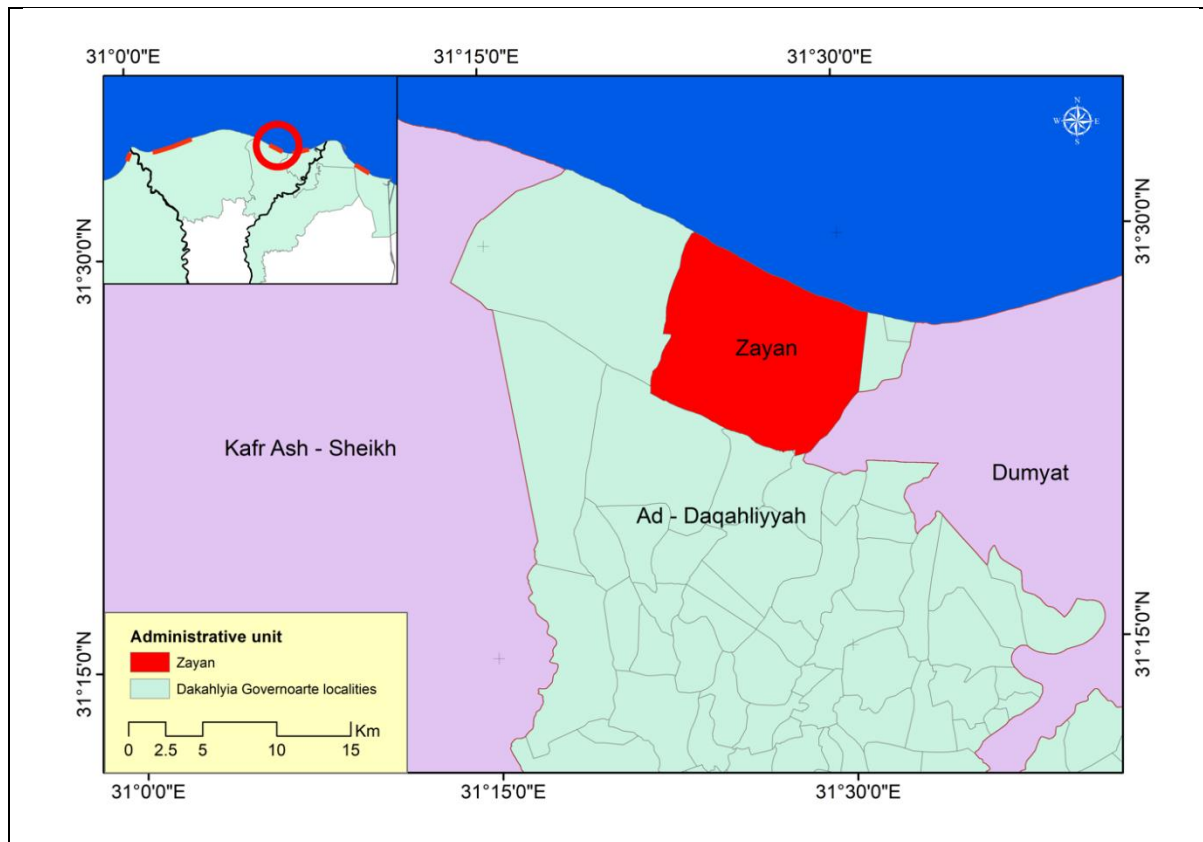 31°0'0"E
31°15'0"E
31°30'0"E
N
W E
S
31°30'0"N
31°30'0"N
Zayan
Kafr Ash - Sheikh
Dumyat
Ad - Daqahliyyah
31°15'0"N
31°15'0"N
Administrative unit
Zayan
Dakahlyia Governoarte localities
Km
0 2.5 5 10 15
31°0'0"E
31°15'0"E
31°30'0"E